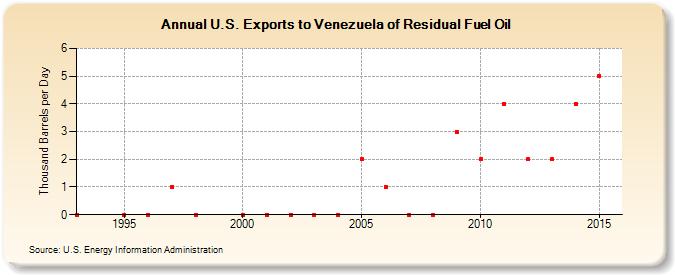 Annual U.S. Exports to Venezuela of Residual Fuel Oil
Thousand Barrels per Day
6
5
4
3
2
1
0
1995 2000 2005 2010 2015
Source: U.S. Energy Information Administration